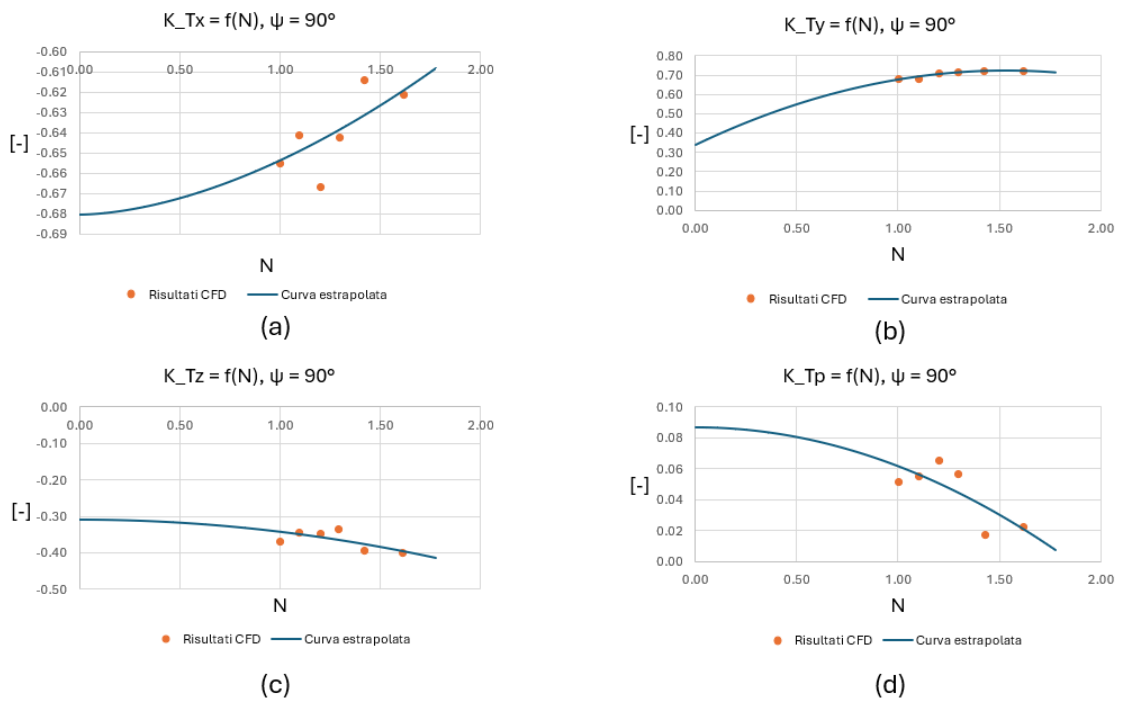 K_Tx = f(N), ψ = 90°
-0.60
-0.61
-0.62
-0.63
-0.64
-0.65
-0.66
-0.67
-0.68
-0.69
0.00 0.50 1.00 1.50 2.00
[-]
N
Risultati CFD Curva estrapolata
(a)
K_Ty = f(N), ψ = 90°
0.80
0.70
0.60
0.50
0.40
0.30
0.20
0.10
0.00
0.00 0.50 1.00 1.50 2.00
[-]
N
Risultati CFD Curva estrapolata
(b)
K_Tz = f(N), ψ = 90°
0.00
-0.10
-0.20
-0.30
-0.40
-0.50
0.00 0.50 1.00 1.50 2.00
[-]
N
Risultati CFD Curva estrapolata
(c)
K_Tp = f(N), ψ = 90°
0.10
0.08
0.06
0.04
0.02
0.00
0.00 0.50 1.00 1.50 2.00
[-]
N
Risultati CFD Curva estrapolata
(d)